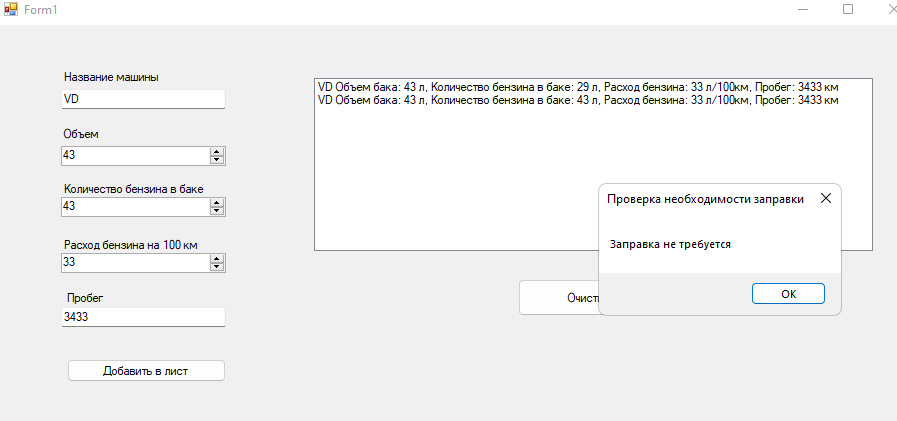 Form1
Название машины
VD
Объем
43
Количество бензина в баке
43
Расход бензина на 100 км
33
Пробег
3433
Добавить в лист
VD Объем бака: 43 л, Количество бензина в баке: 29 л, Расход бензина: 33 л/100км, Пробег: 3433 км
VD Объем бака: 43 л, Количество бензина в баке: 43 л, Расход бензина: 33 л/100км, Пробег: 3433 км
Проверка необходимости заправки
Заправка не требуется
OK